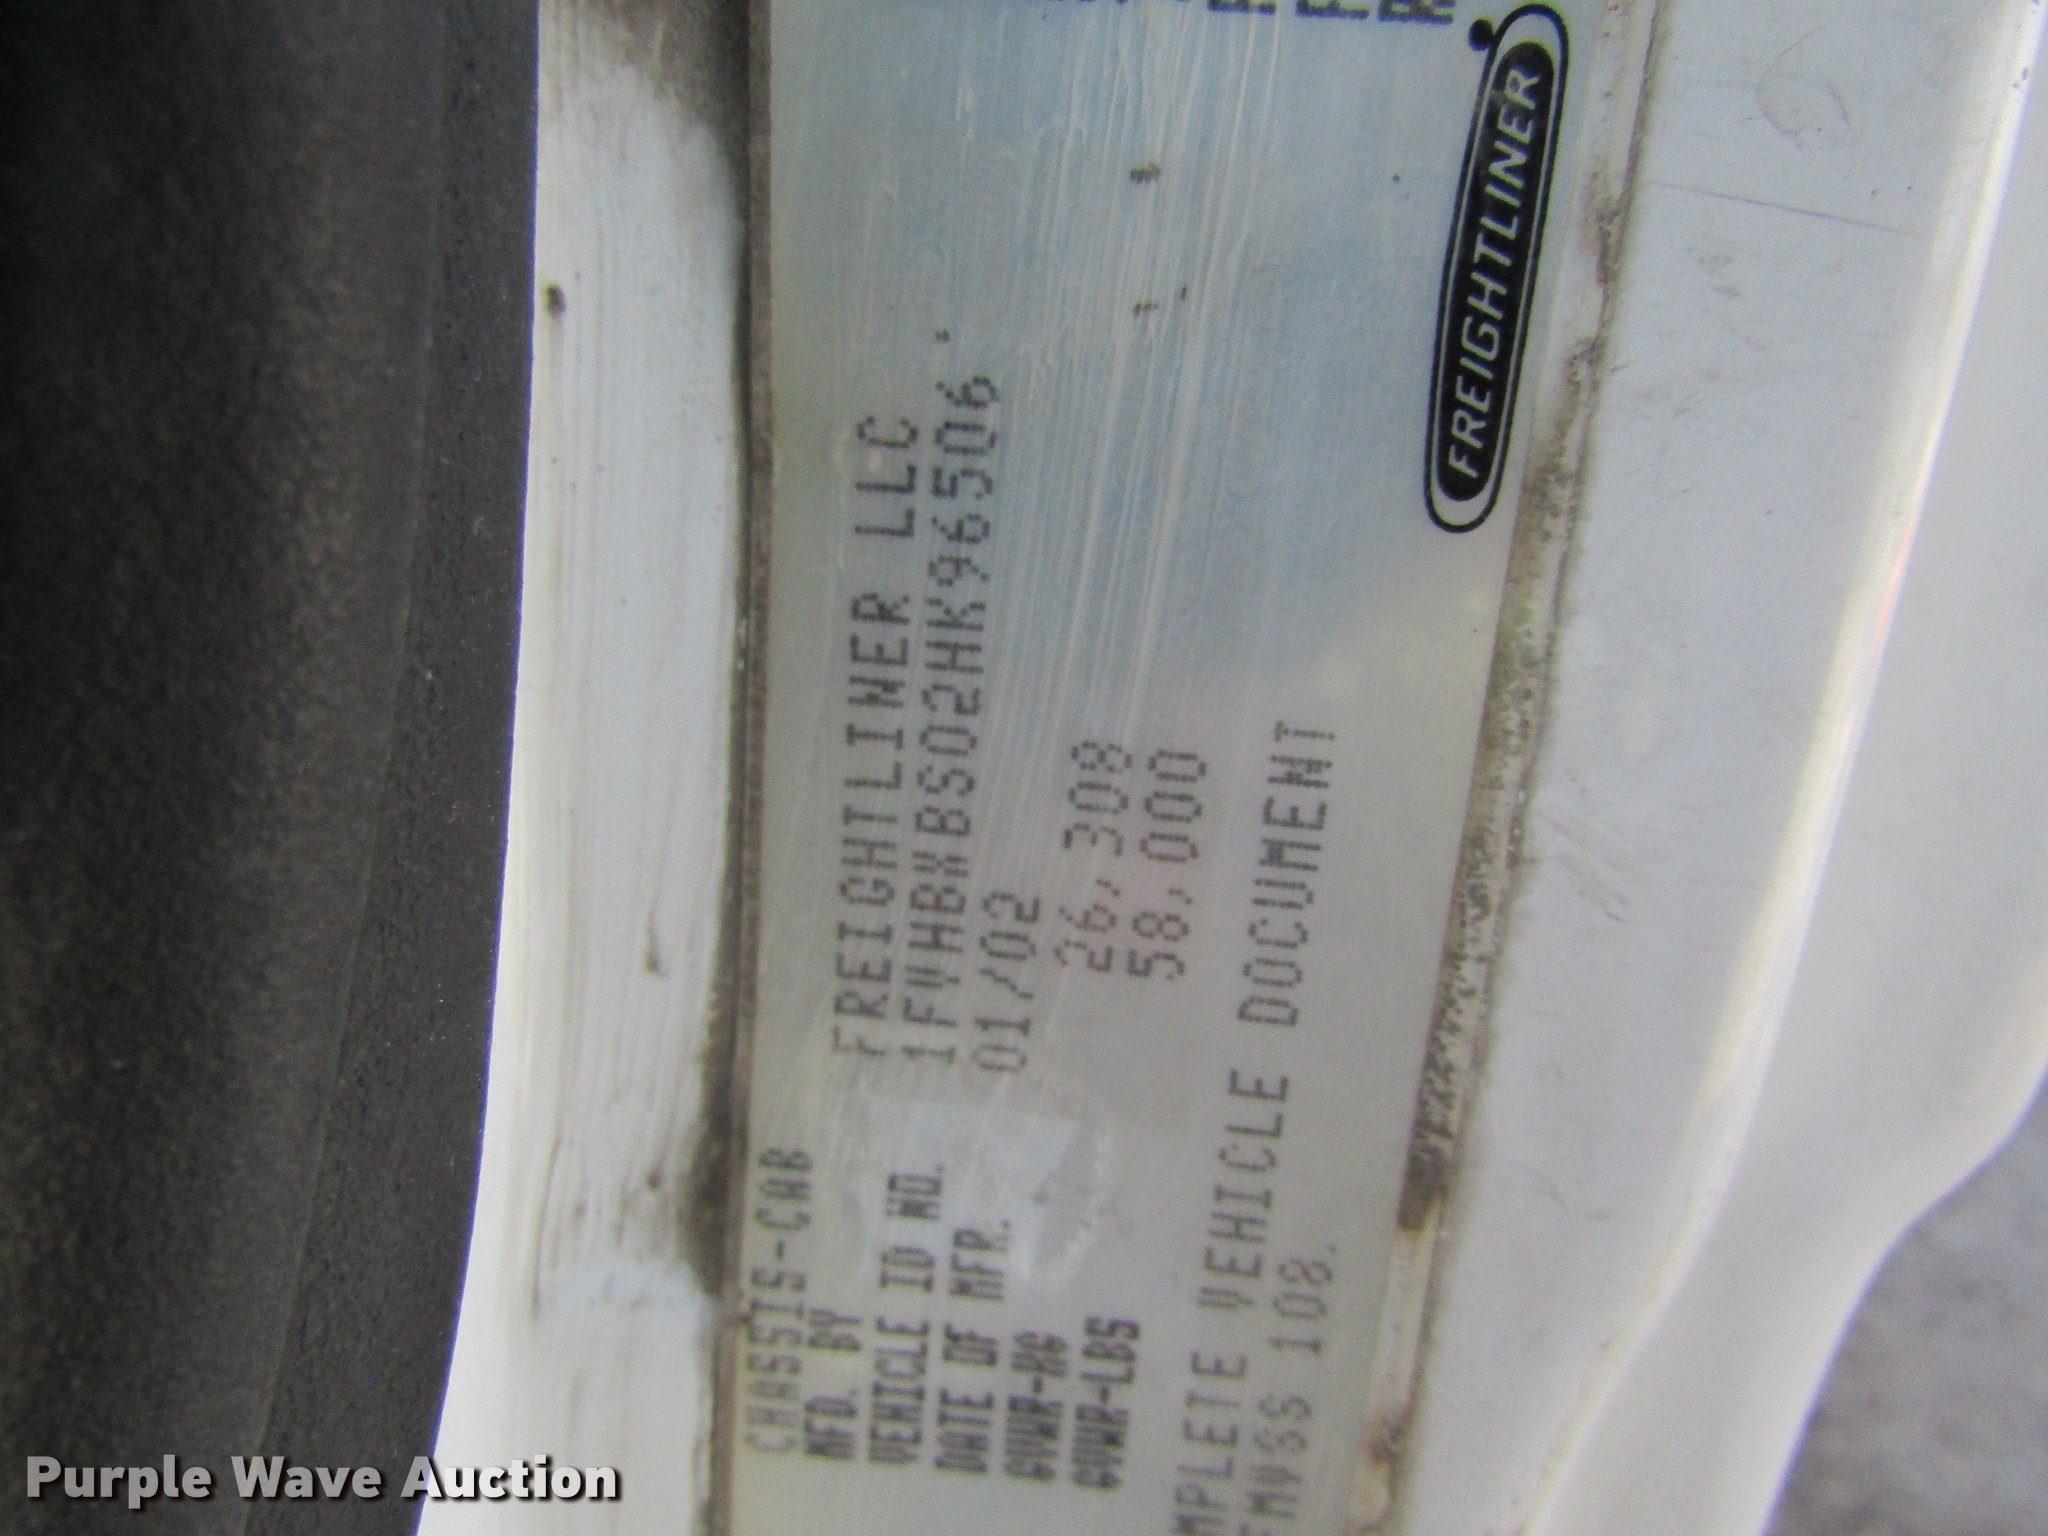 CHASSIS-CAB
MFD. BY FREIGHTLINER LLC
VEHICLE ID NO. 1FVHBXBS02HK96506
DATE OF MFR. 01/02
GVWR-KG 26,308
GVWR-LBS 58,000
MPLETE VEHICLE DOCUMENT
FMVSS 108.
FREIGHTLINER
Purple Wave Auction